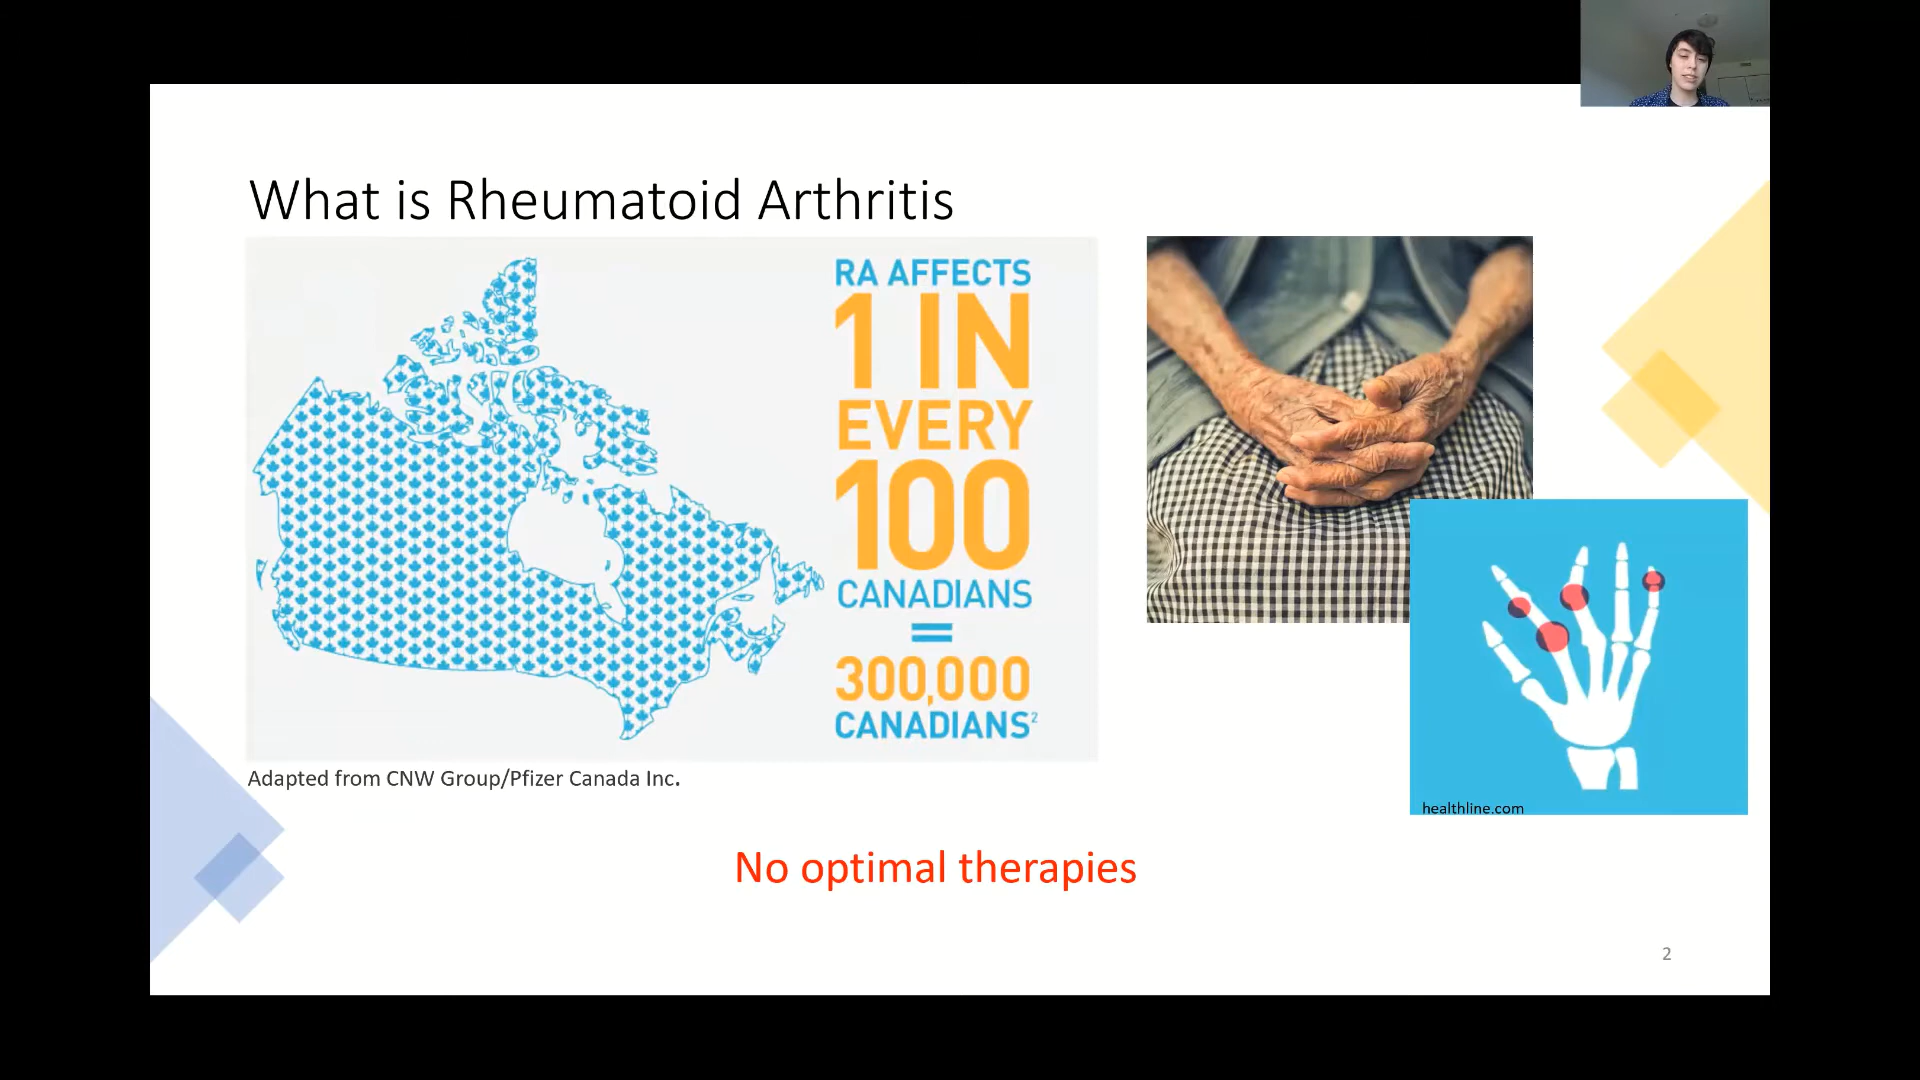 What is Rheumatoid Arthritis
RA AFFECTS
1 IN
EVERY
100
CANADIANS
=
300,000
CANADIANS²
Adapted from CNW Group/Pfizer Canada Inc.
healthline.com
No optimal therapies
2